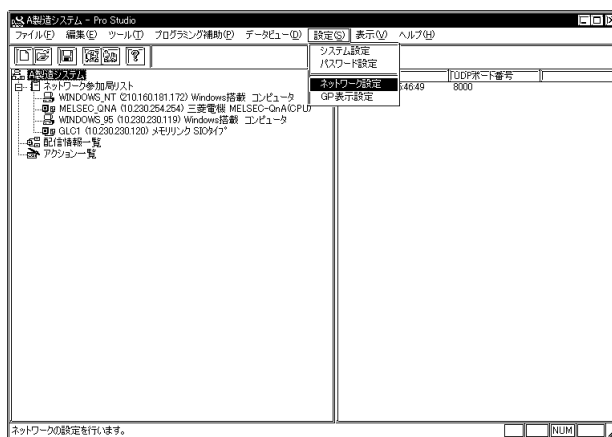 A製造システム - Pro Studio
ファイル(F) 編集(E) ツール(T) プログラミング補助(P) データビュー(D) 設定(S) 表示(V) ヘルプ(H)
システム設定
パスワード設定
ネットワーク設定
GP表示設定
A製造システム
UDPポート番号
ネットワーク参加局リスト
:46:49 8000
WINDOWS_NT (210.160.181.172) Windows搭載 コンピュータ
MELSEC_QNA (10.230.254.254) 三菱電機 MELSEC-QnA(CPU)
WINDOWS_95 (10.230.230.119) Windows搭載 コンピュータ
GLC1 (10.230.230.120) メモリリンク SIOタイプ
配信情報一覧
アクション一覧
ネットワークの設定を行います。
NUM